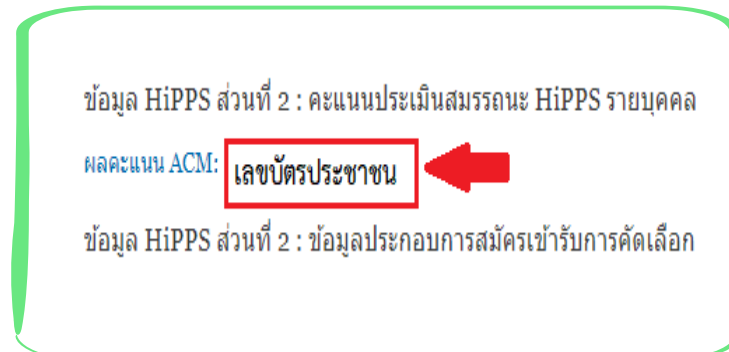 ข้อมูล HiPPS ส่วนที่ 2 : คะแนนประเมินสมรรถนะ HiPPS รายบุคคล
ผลคะแนน ACM: เลขบัตรประชาชน
ข้อมูล HiPPS ส่วนที่ 2 : ข้อมูลประกอบการสมัครเข้ารับการคัดเลือก